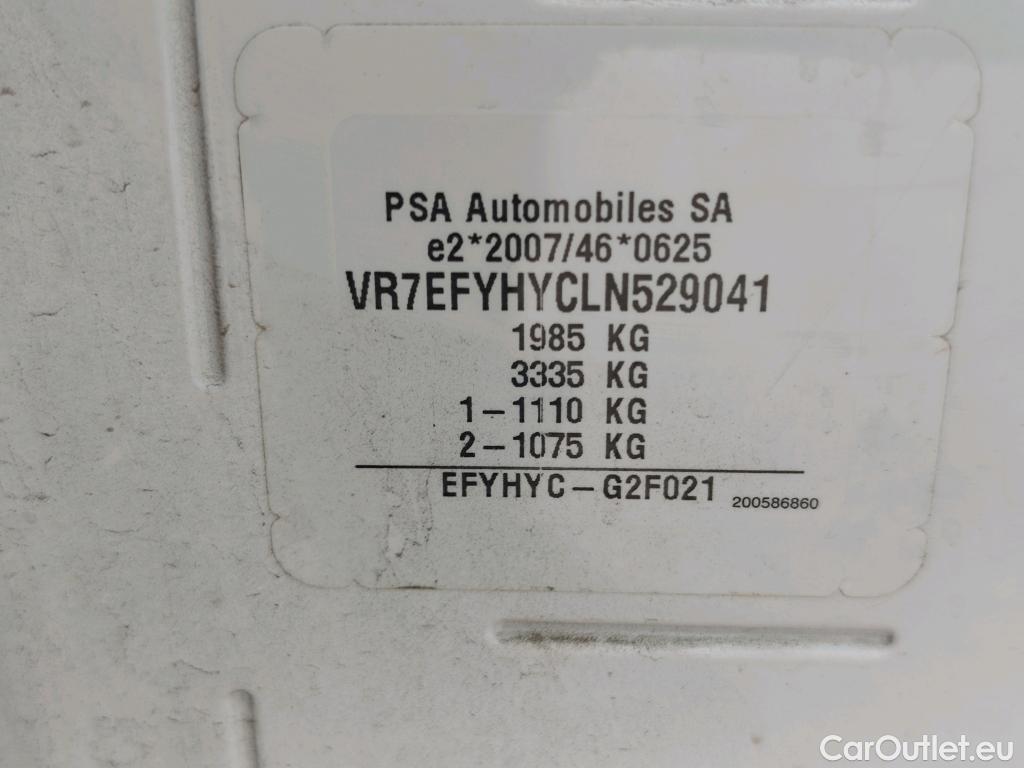 PSA Automobiles SA
e2*2007/46*0625
VR7EFYHYCLN529041
1985 KG
3335 KG
1-1110 KG
2-1075 KG
EFYHYC-G2F021
200586860
CarOutlet.eu